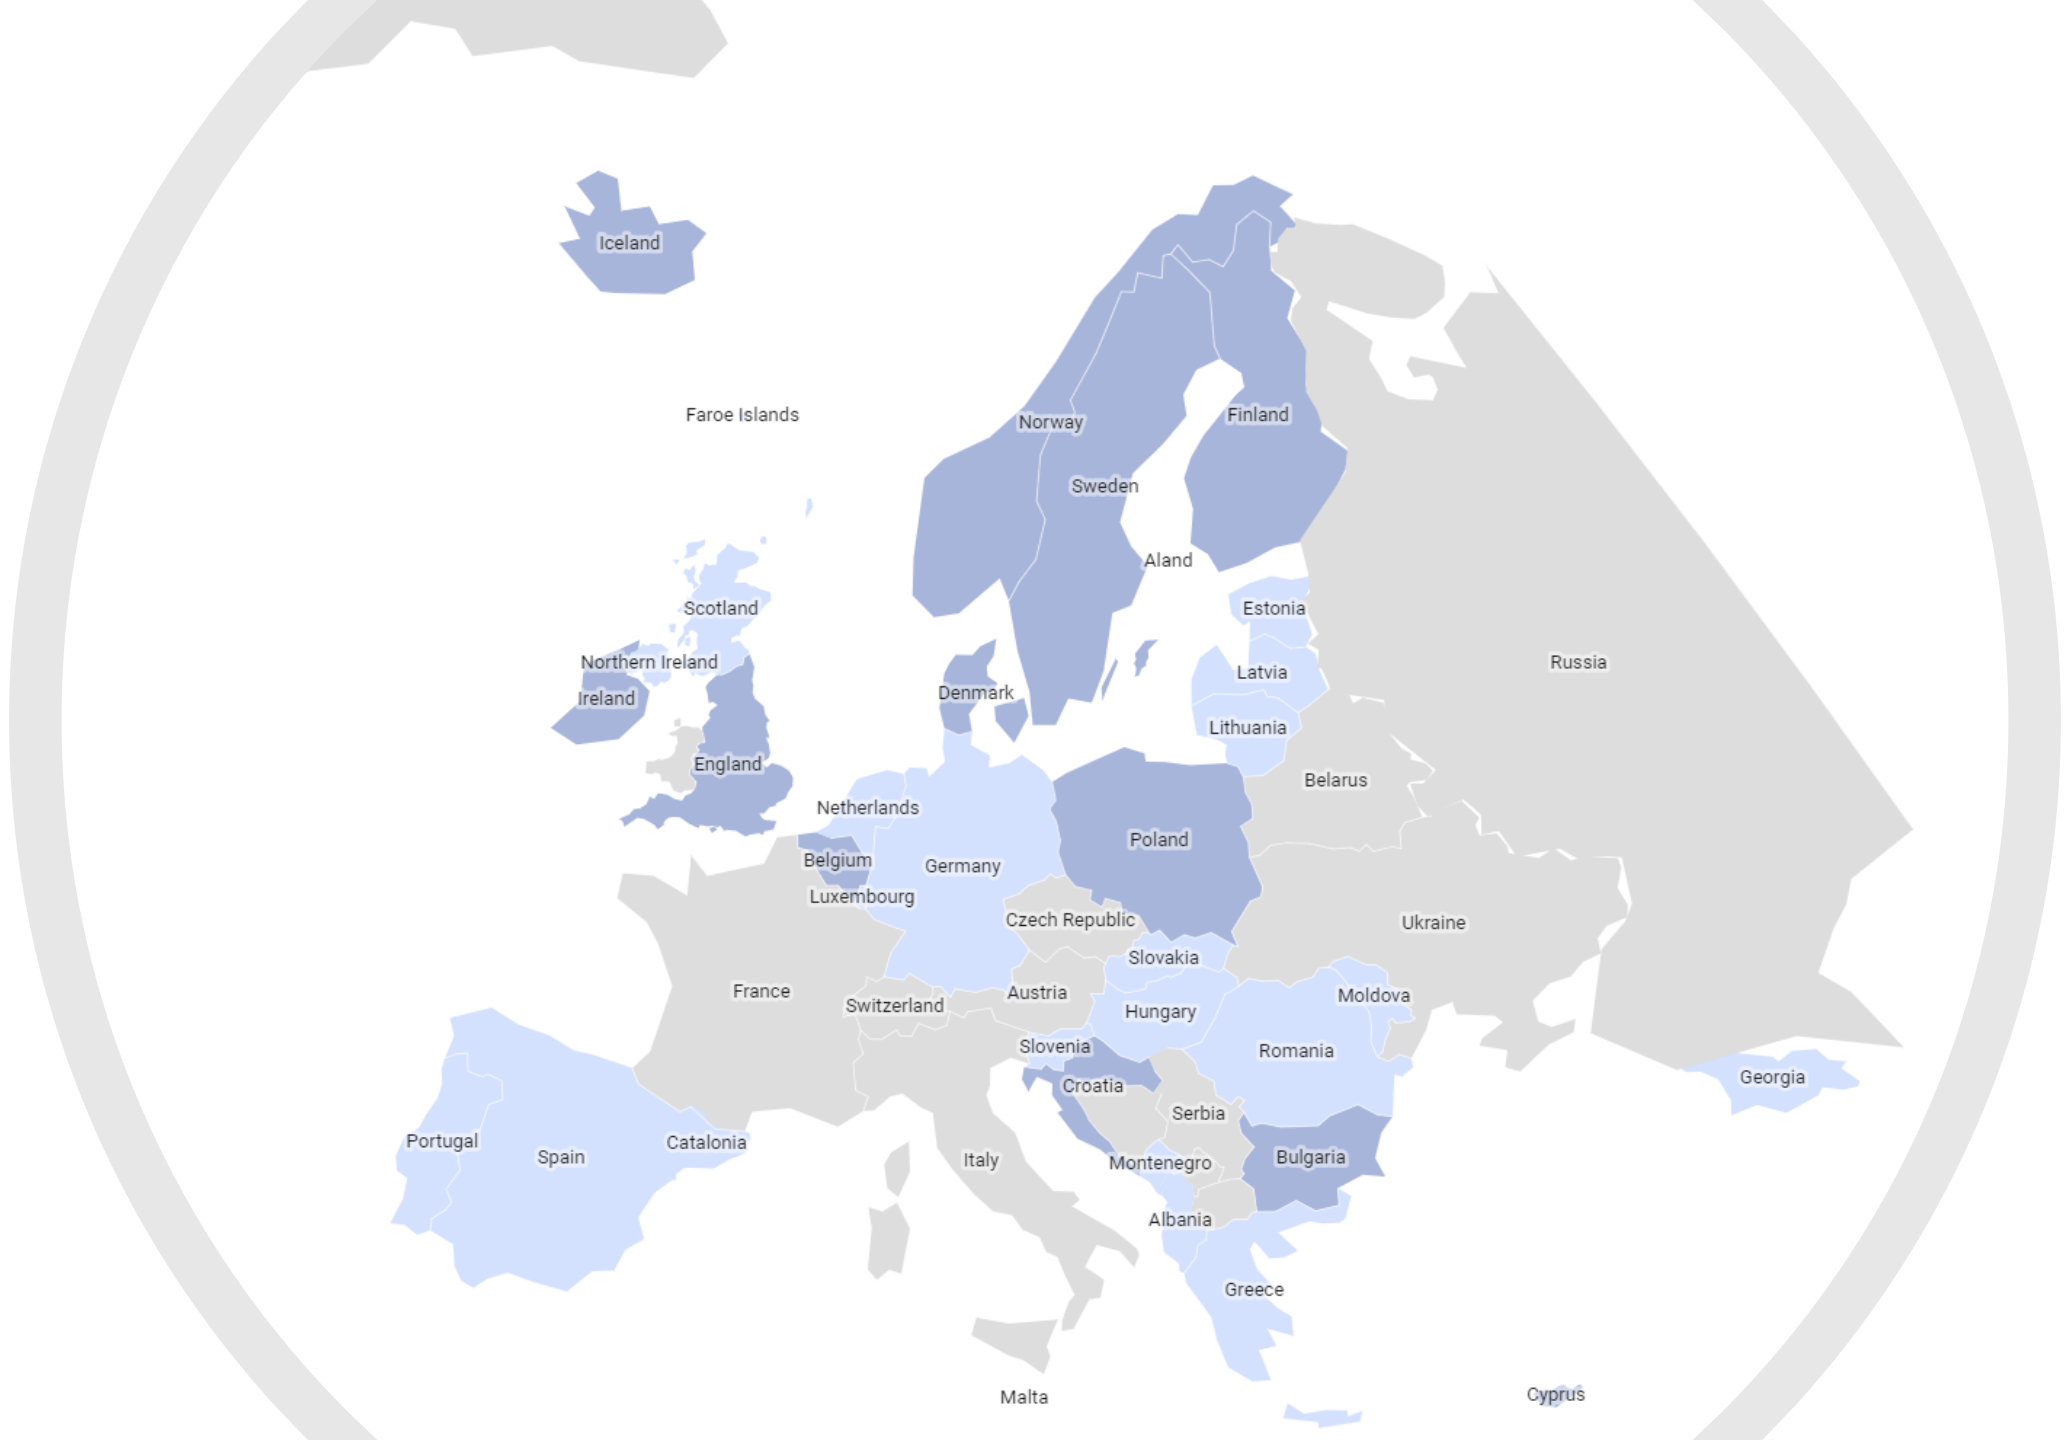 Iceland
Faroe Islands
Norway
Finland
Sweden
Aland
Scotland
Estonia
Northern Ireland
Russia
Latvia
Denmark
Ireland
Lithuania
England
Belarus
Netherlands
Poland
Belgium
Germany
Luxembourg
Czech Republic
Ukraine
Slovakia
France
Austria
Moldova
Switzerland
Hungary
Slovenia
Romania
Georgia
Croatia
Serbia
Portugal
Catalonia
Spain
Bulgaria
Italy
Montenegro
Albania
Greece
Cyprus
Malta